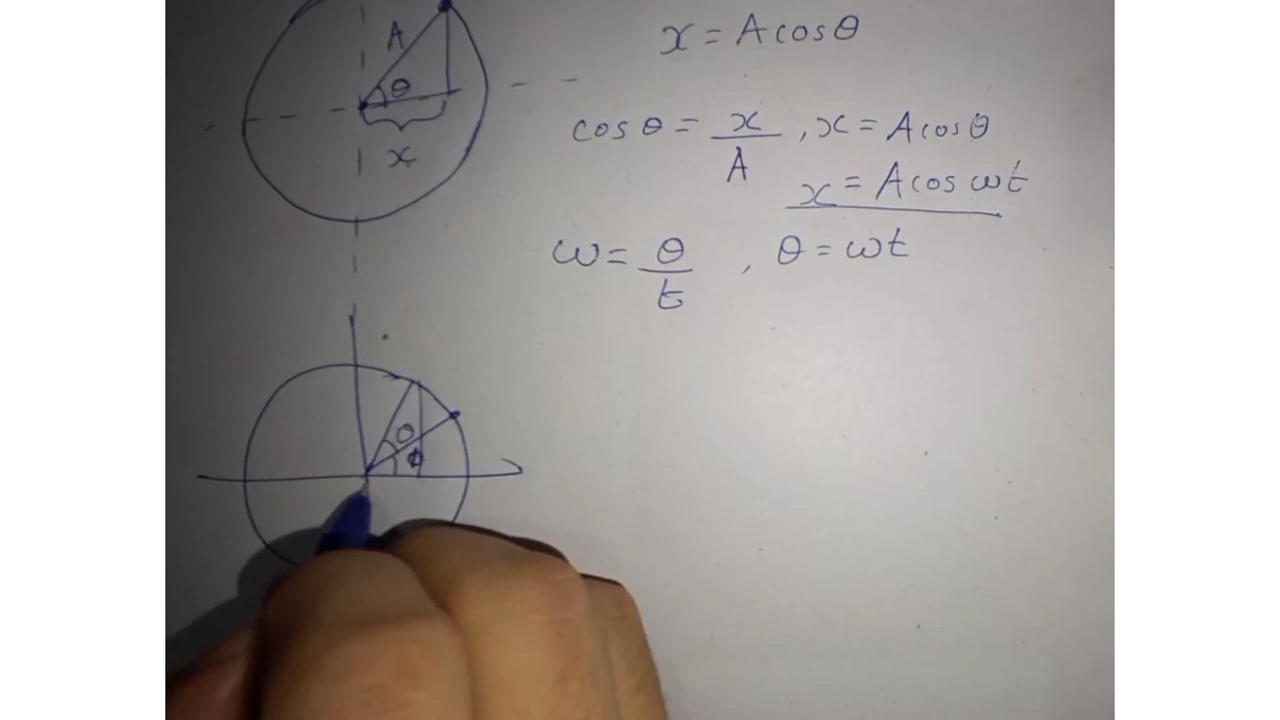 A
θ
x
x = A cos θ
cos θ = x/A , x = A cos θ
x = A cos ωt
ω = θ/t , θ = ωt
θ
ϕ